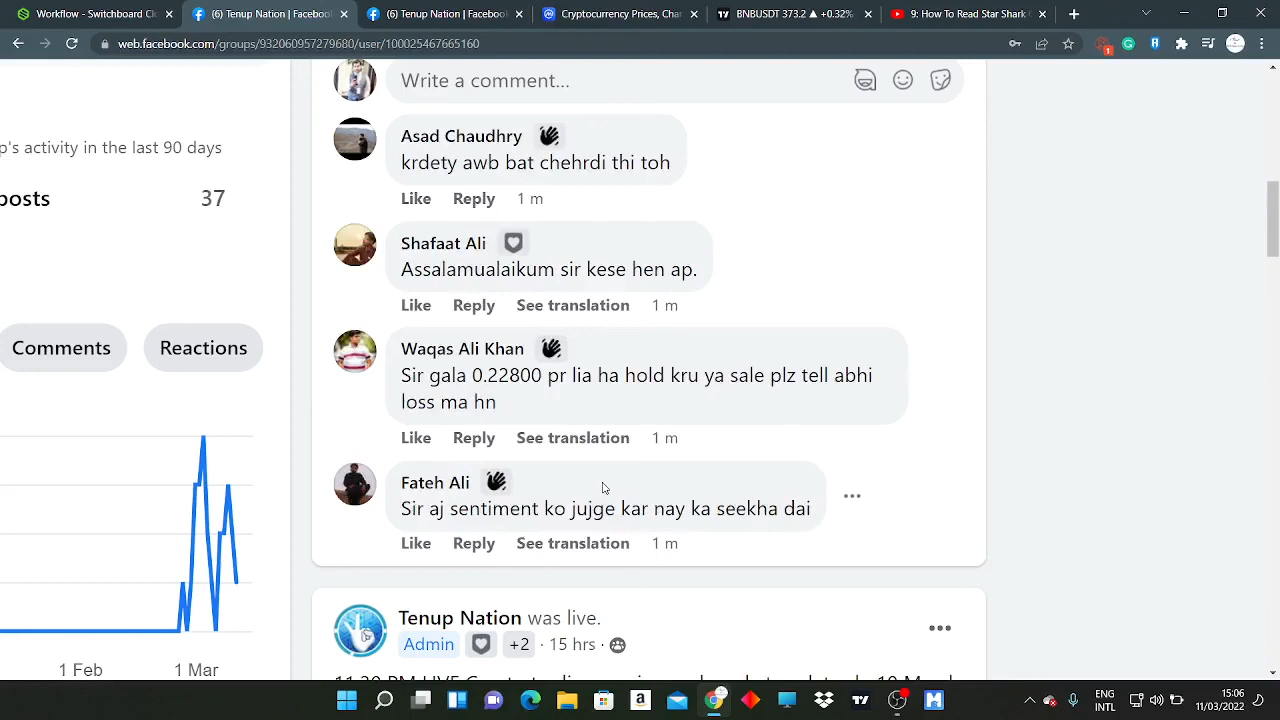 Workflow - Switchboard Cl
(6) Tenup Nation | Facebook
(6) Tenup Nation | Facebook
Cryptocurrency Prices, Char
BNBUSDT 373.2 ▲ +0.32%
9: How To Read Star Shark
web.facebook.com/groups/932060957279680/user/100025467665160
1
p's activity in the last 90 days
posts 37
Comments
Reactions
1 Feb
1 Mar
Write a comment...
Asad Chaudhry
krdety awb bat chehrdi thi toh
Like Reply 1 m
Shafaat Ali
Assalamualaikum sir kese hen ap.
Like Reply See translation 1 m
Waqas Ali Khan
Sir gala 0.22800 pr lia ha hold kru ya sale plz tell abhi
loss ma hn
Like Reply See translation 1 m
Fateh Ali
Sir aj sentiment ko jujge kar nay ka seekha dai
Like Reply See translation 1 m
Tenup Nation was live.
Admin +2 · 15 hrs ·
ENG
INTL
15:06
11/03/2022